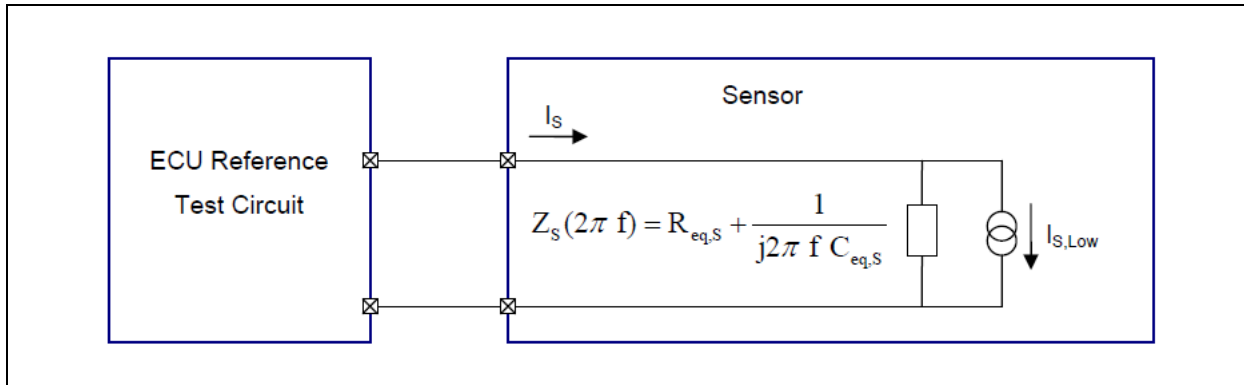 Sensor
I_S
ECU Reference
Test Circuit
Z_S(2π f) = R_eq,S + 1 / (j2π f C_eq,S)
I_S,Low